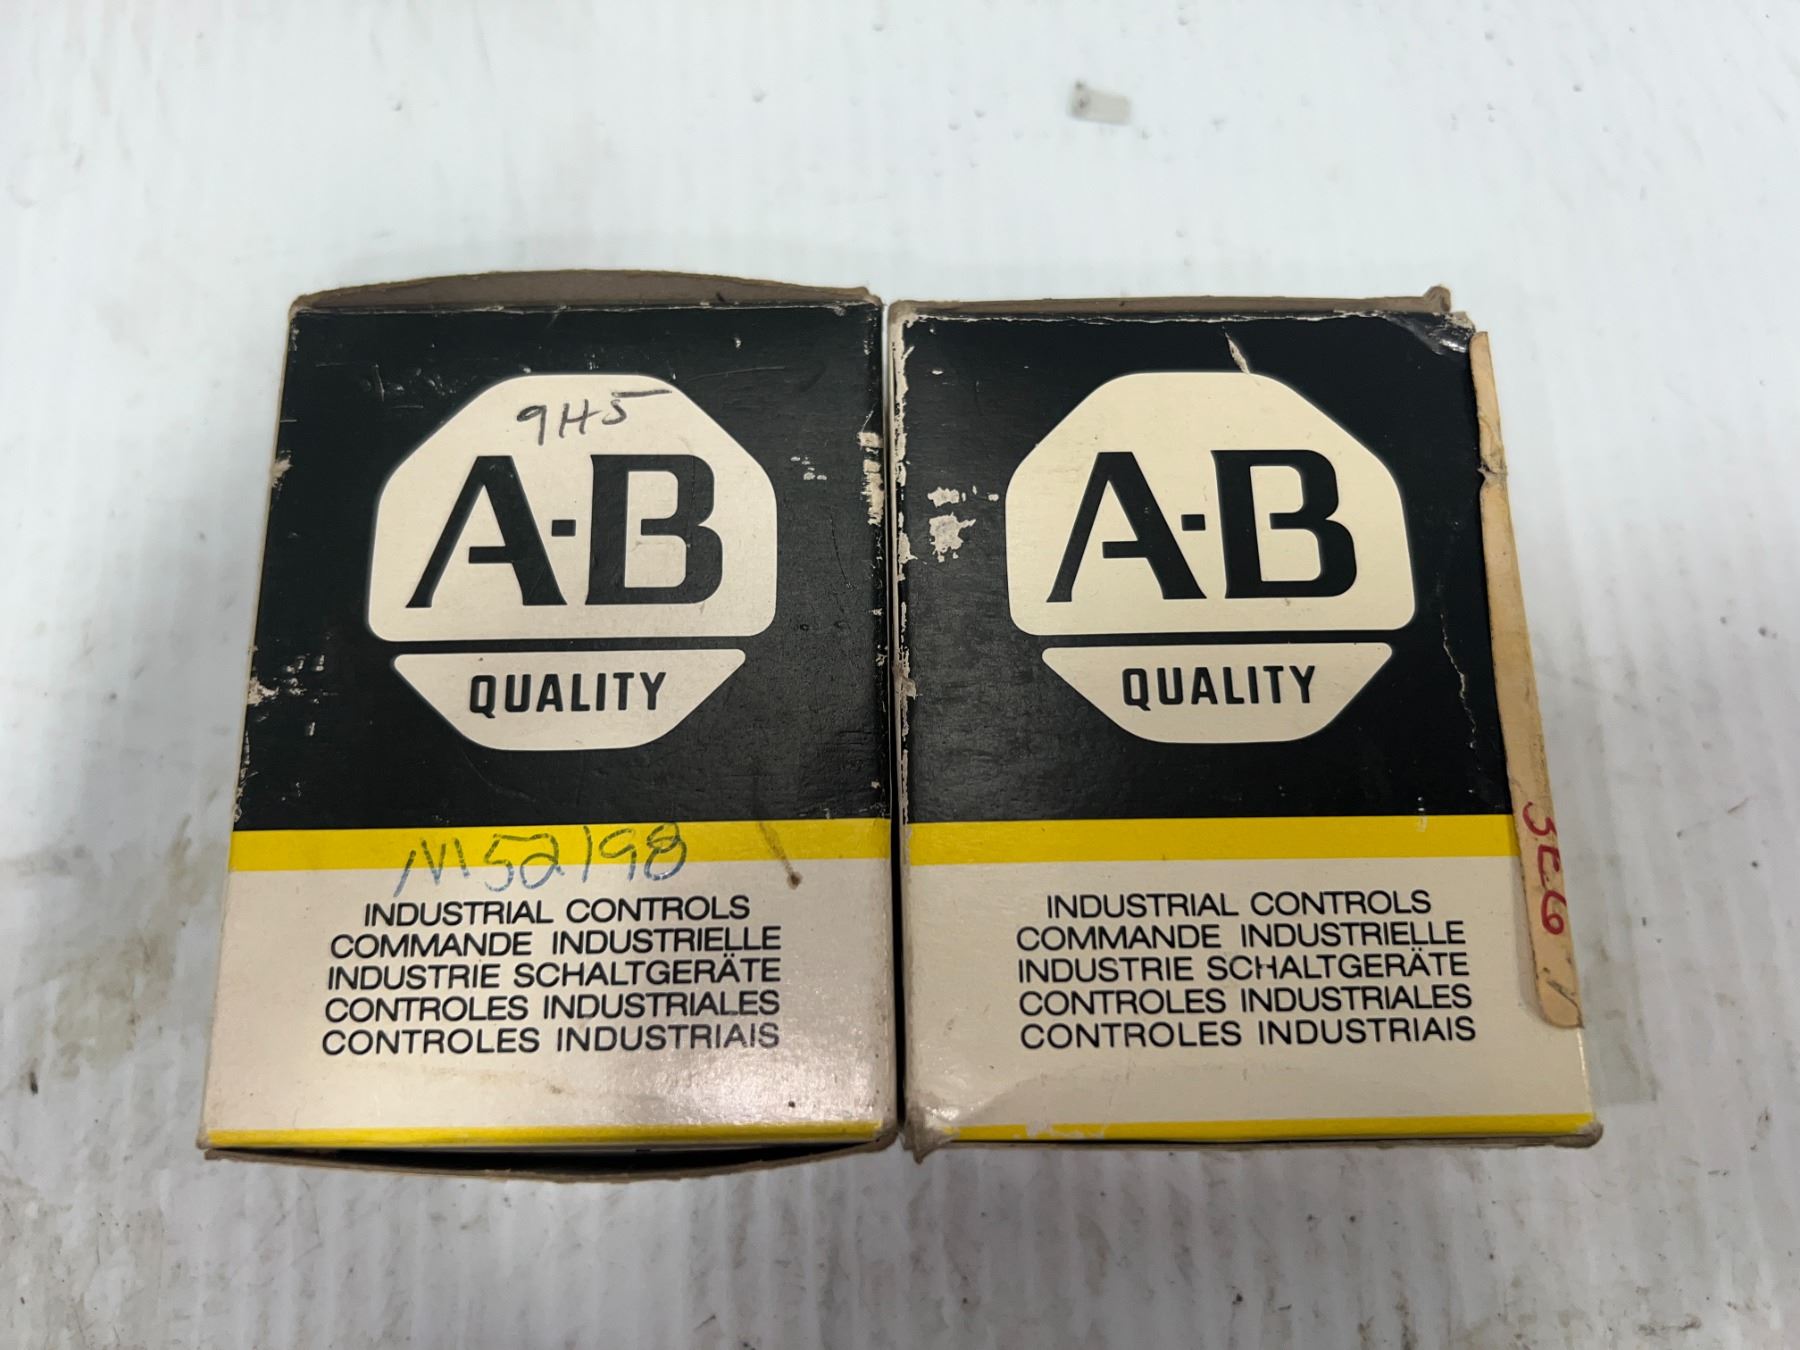 9H5
A-B
QUALITY
M52198
INDUSTRIAL CONTROLS
COMMANDE INDUSTRIELLE
INDUSTRIE SCHALTGERÄTE
CONTROLES INDUSTRIALES
CONTROLES INDUSTRIAIS
A-B
QUALITY
INDUSTRIAL CONTROLS
COMMANDE INDUSTRIELLE
INDUSTRIE SCHALTGERÄTE
CONTROLES INDUSTRIALES
CONTROLES INDUSTRIAIS